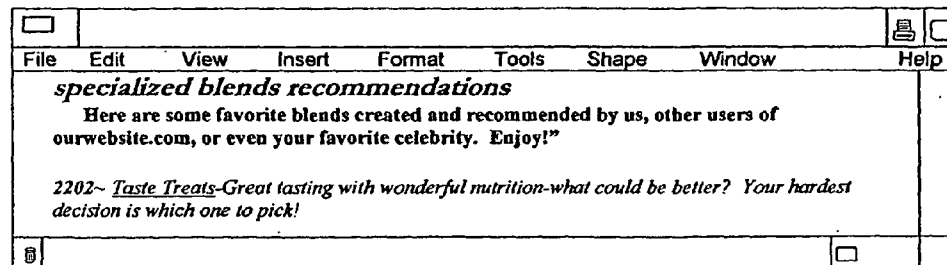 File Edit View Insert Format Tools Shape Window Help
specialized blends recommendations
Here are some favorite blends created and recommended by us, other users of
ourwebsite.com, or even your favorite celebrity. Enjoy!”
2202~ Taste Treats-Great tasting with wonderful nutrition-what could be better? Your hardest
decision is which one to pick!